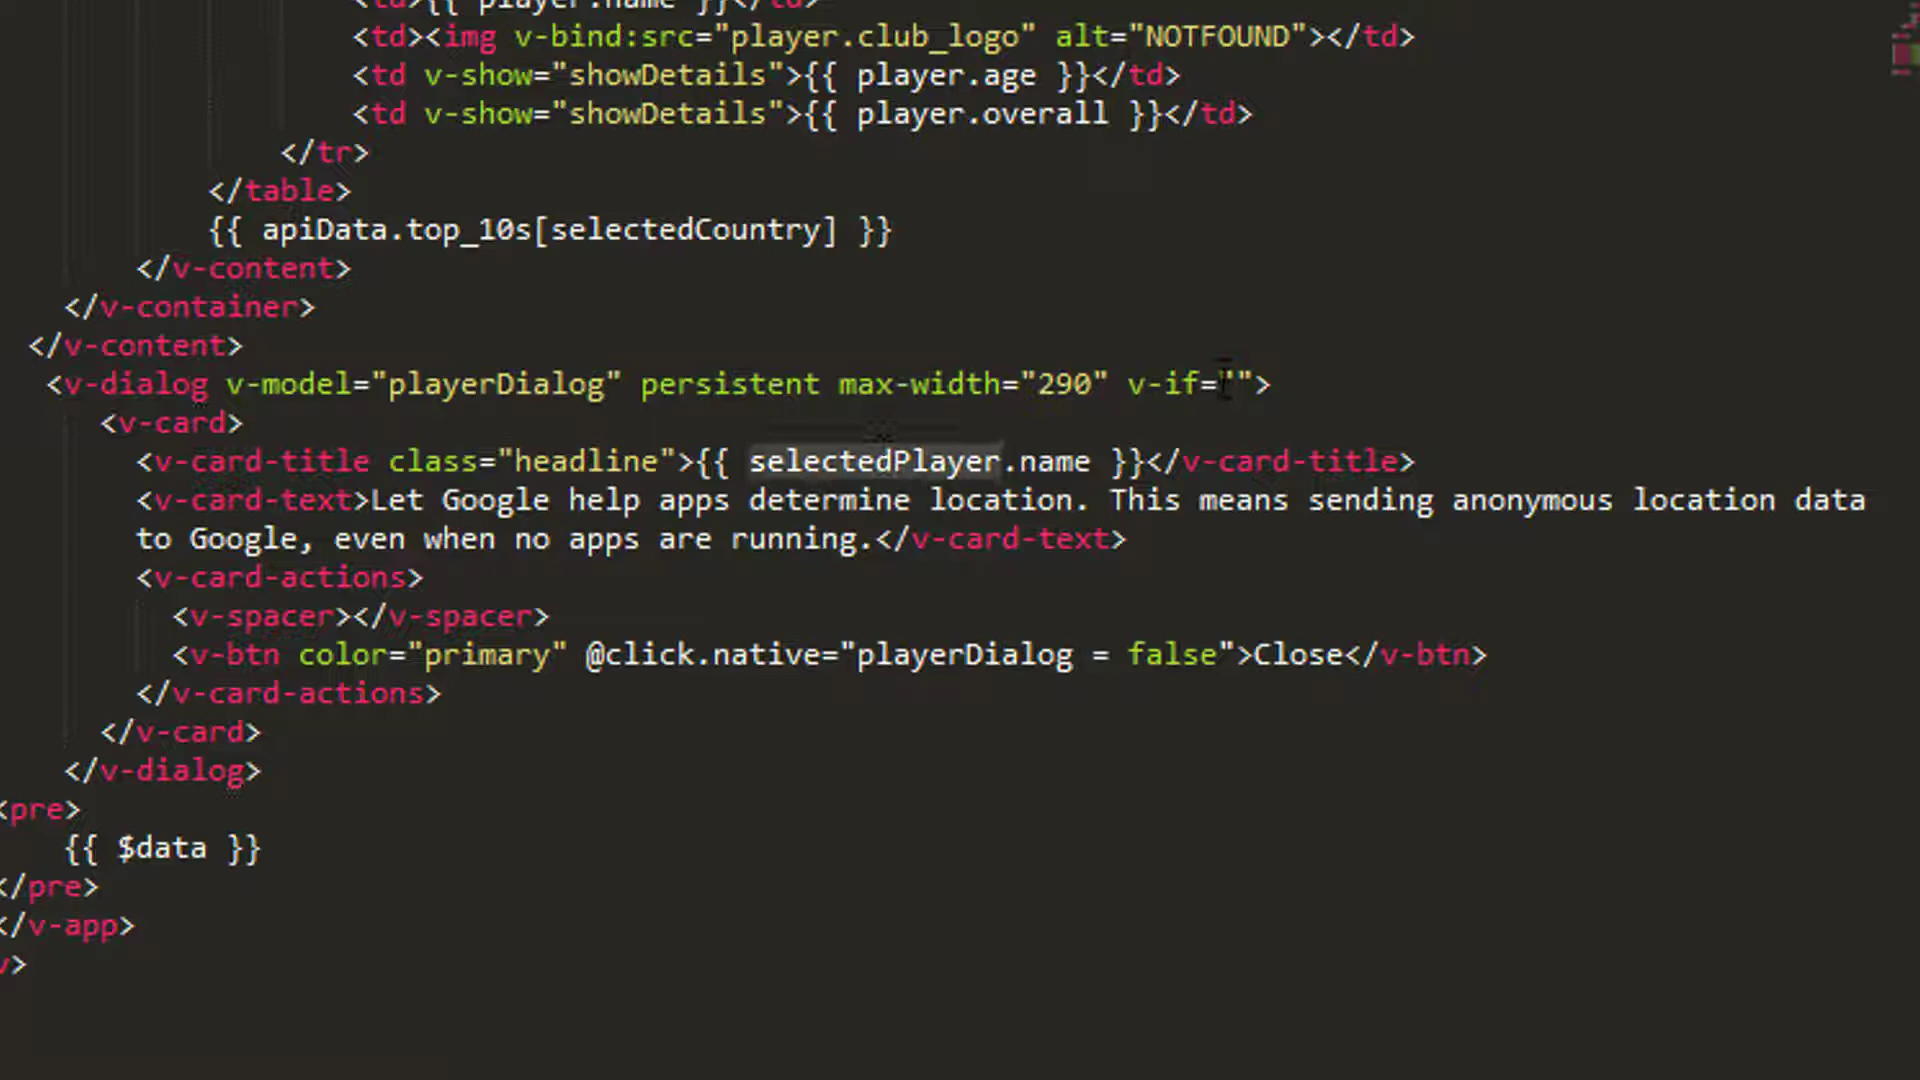 <td>{{ player.name }}</td>
<td><img v-bind:src="player.club_logo" alt="NOTFOUND"></td>
<td v-show="showDetails">{{ player.age }}</td>
<td v-show="showDetails">{{ player.overall }}</td>
</tr>
</table>
{{ apiData.top_10s[selectedCountry] }}
</v-content>
</v-container>
</v-content>
<v-dialog v-model="playerDialog" persistent max-width="290" v-if="">
<v-card>
<v-card-title class="headline">{{ selectedPlayer.name }}</v-card-title>
<v-card-text>Let Google help apps determine location. This means sending anonymous location data
to Google, even when no apps are running.</v-card-text>
<v-card-actions>
<v-spacer></v-spacer>
<v-btn color="primary" @click.native="playerDialog = false">Close</v-btn>
</v-card-actions>
</v-card>
</v-dialog>
<pre>
{{ $data }}
</pre>
</v-app>
v>